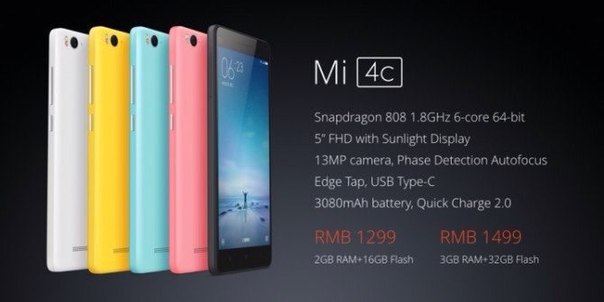 06:23
Mi 4c
Snapdragon 808 1.8GHz 6-core 64-bit
5” FHD with Sunlight Display
13MP camera, Phase Detection Autofocus
Edge Tap, USB Type-C
3080mAh battery, Quick Charge 2.0
RMB 1299 RMB 1499
2GB RAM+16GB Flash 3GB RAM+32GB Flash